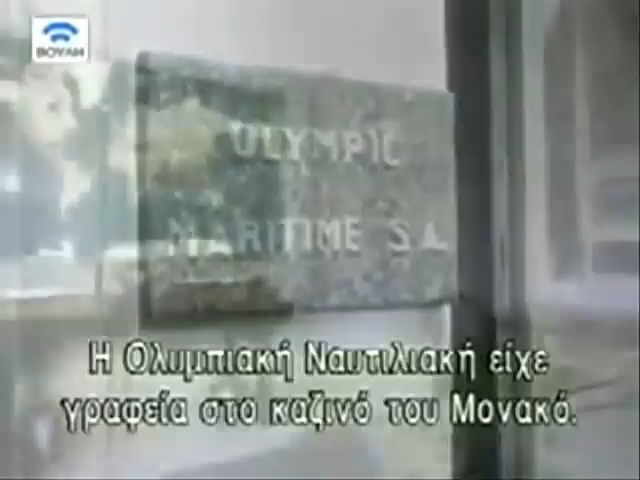 ΒΟΥΛΗ
OLYMPIC
MARITIME S.A.
Η Ολυμπιακή Ναυτιλιακή είχε
γραφεία στο καζινό του Μονακό.